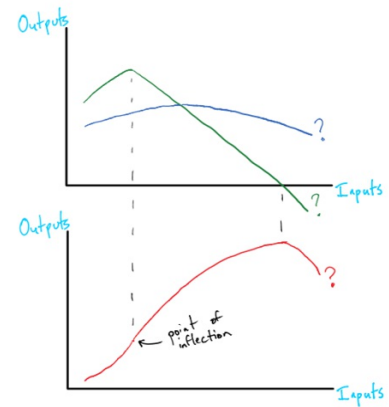 Outputs
?
?
Inputs
Outputs
?
point of
inflection
Inputs